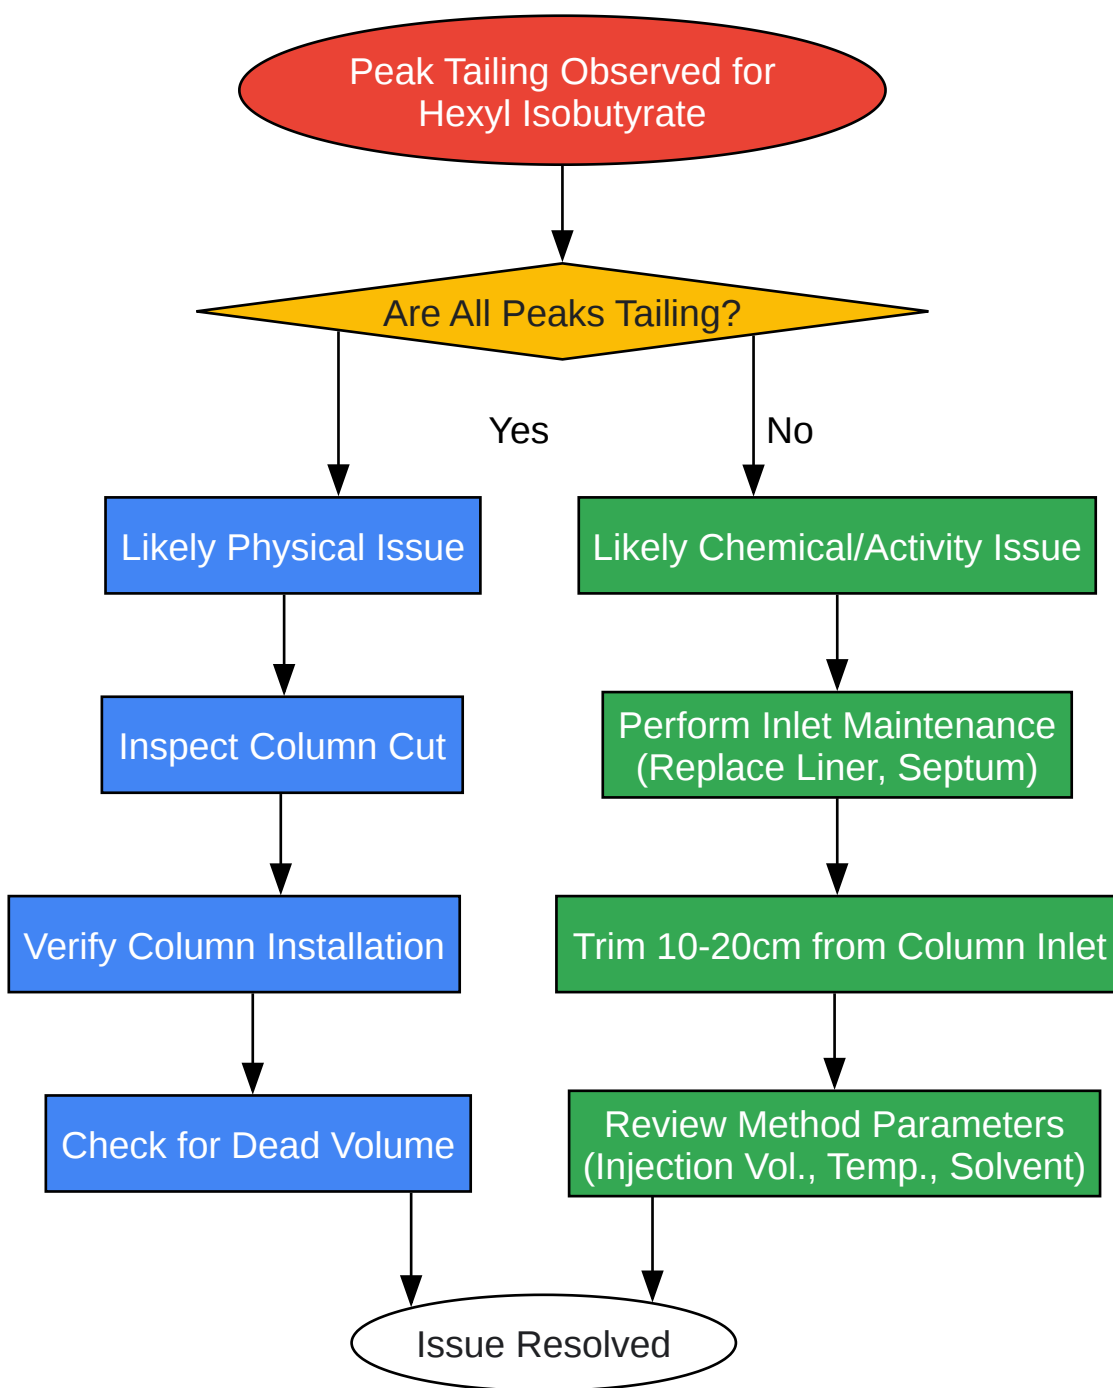 Peak Tailing Observed for
Hexyl Isobutyrate
Are All Peaks Tailing?
Yes
No
Likely Physical Issue
Likely Chemical/Activity Issue
Inspect Column Cut
Perform Inlet Maintenance
(Replace Liner, Septum)
Verify Column Installation
Trim 10-20cm from Column Inlet
Check for Dead Volume
Review Method Parameters
(Injection Vol., Temp., Solvent)
Issue Resolved